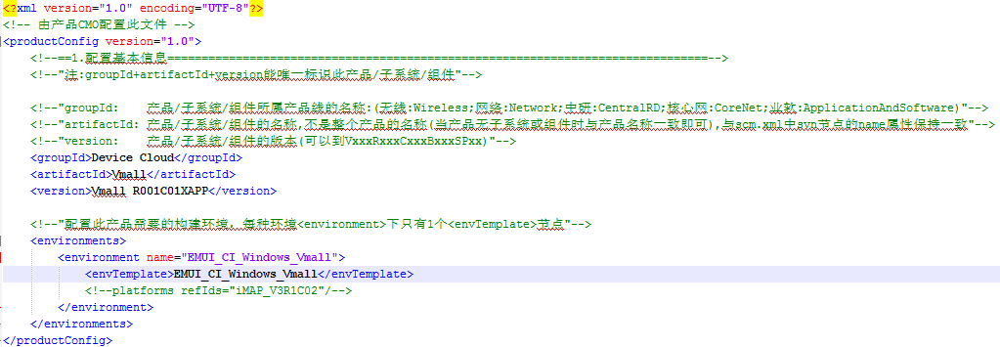 <?xml version="1.0" encoding="UTF-8"?>
<!-- 由产品CMO配置此文件 -->
<productConfig version="1.0">
<!--==1.配置基本信息===============================================================================-->
<!--"注:groupId+artifactId+version能唯一标识此产品/子系统/组件"-->
<!--"groupId: 产品/子系统/组件所属产品线的名称:(无线:Wireless;网络:Network;中研:CentralRD;核心网:CoreNet;业软:ApplicationAndSoftware)"-->
<!--"artifactId: 产品/子系统/组件的名称,不是整个产品的名称(当产品无子系统或组件时与产品名称一致即可),与scm.xml中svn节点的name属性保持一致"-->
<!--"version: 产品/子系统/组件的版本(可以到VxxxRxxxCxxxBxxxSPxx)"-->
<groupId>Device Cloud</groupId>
<artifactId>Vmall</artifactId>
<version>Vmall R001C01XAPP</version>
<!--"配置此产品需要的构建环境, 每种环境<environment>下只有1个<envTemplate>节点"-->
<environments>
<environment name="EMUI_CI_Windows_Vmall">
<envTemplate>EMUI_CI_Windows_Vmall</envTemplate>
<!--platforms refIds="iMAP_V3R1C02"/-->
</environment>
</environments>
</productConfig>